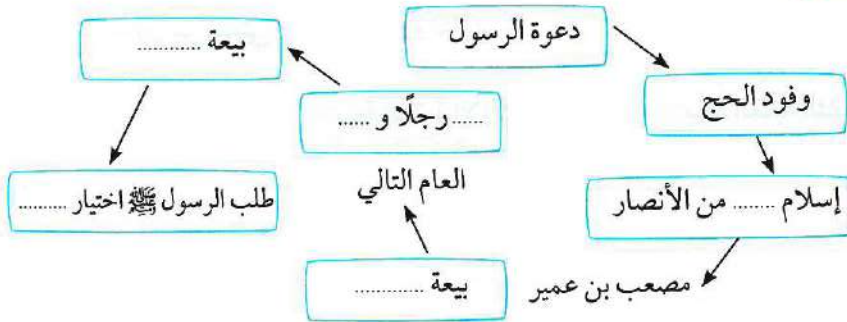 دعوة الرسول
وفود الحج
إسلام ........ من الأنصار
مصعب بن عمير
بيعة ............
العام التالي
...... رجلًا و ......
بيعة ............
طلب الرسول ﷺ اختيار ..........